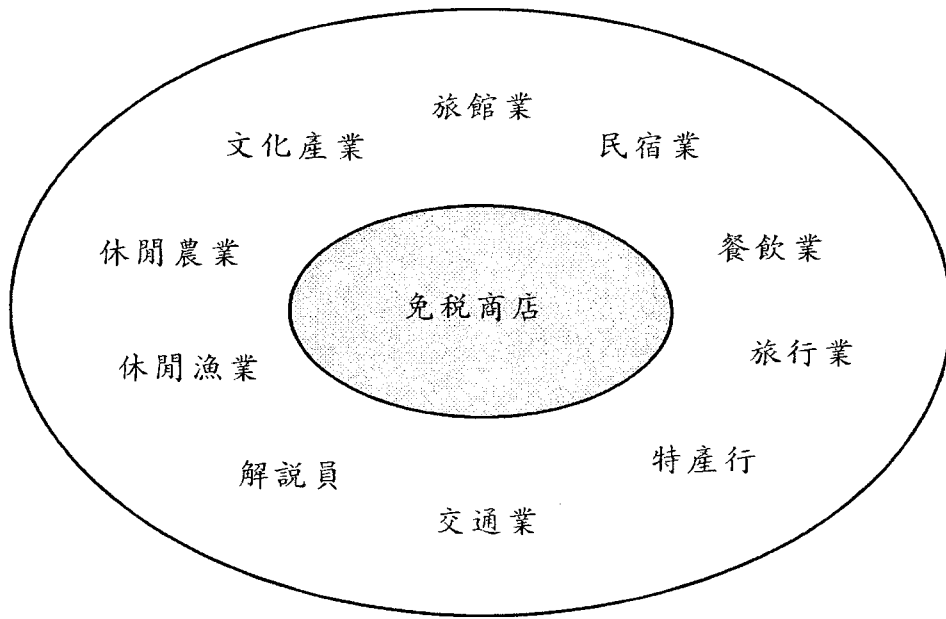 旅館業
文化產業
民宿業
休閒農業
餐飲業
免稅商店
休閒漁業
旅行業
解說員
特產行
交通業